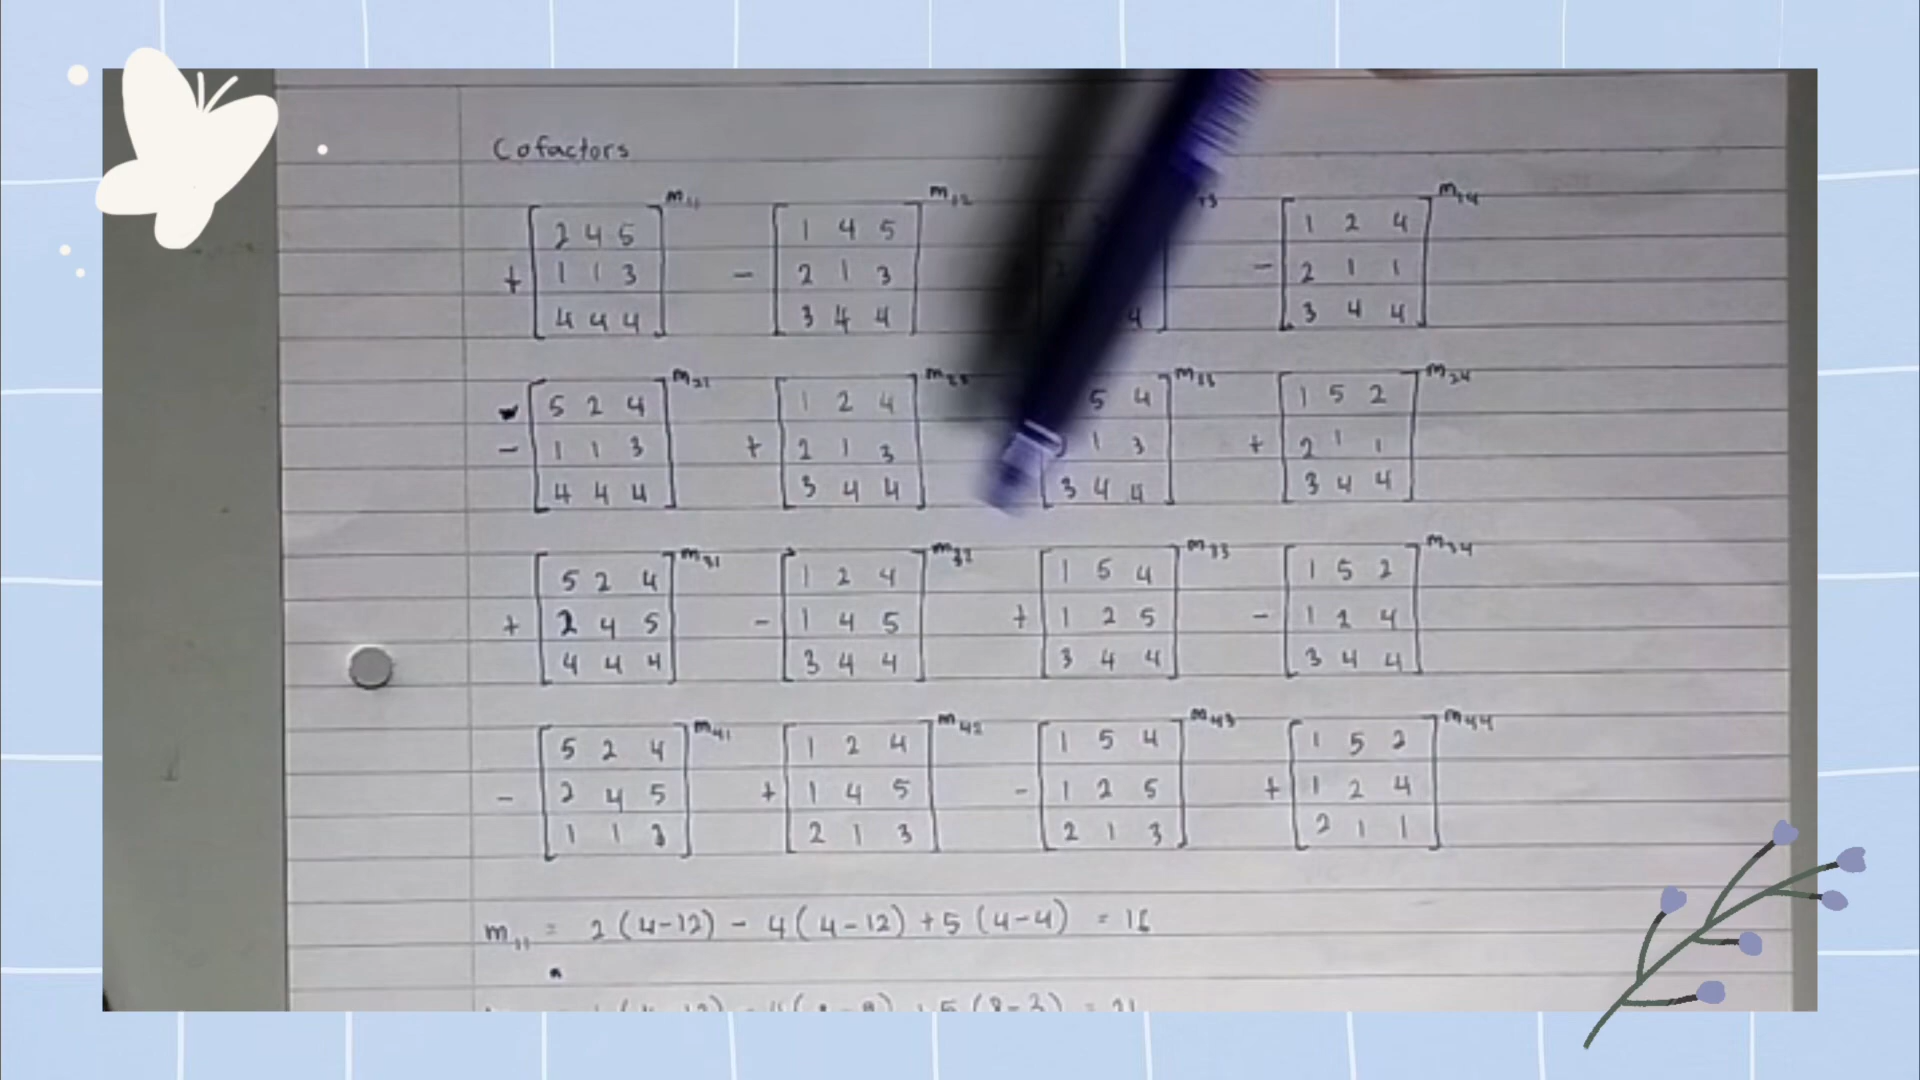 Cofactors
+ [2 4 5] m11 - [1 4 5] m12 13 - [1 2 4] m14
[1 1 3] [2 1 3] [2 1 1]
[4 4 4] [3 4 4] 4] [3 4 4]
- [5 2 4] m21 + [1 2 4] 5 4] + [1 5 2] m24
[1 1 3] [2 1 3] 1 3] [2 1 1]
[4 4 4] [3 4 4] [3 4 4] [3 4 4]
+ [5 2 4] m31 - [1 2 4] m32 + [1 5 4] m33 - [1 5 2] m34
[2 4 5] [1 4 5] [1 2 5] [1 2 4]
[4 4 4] [3 4 4] [3 4 4] [3 4 4]
- [5 2 4] m41 + [1 2 4] m42 - [1 5 4] m43 + [1 5 2] m44
[2 4 5] [1 4 5] [1 2 5] [1 2 4]
[1 1 3] [2 1 3] [2 1 3] [2 1 1]
m11 = 2 (4-12) - 4 (4-12) + 5 (4-4) = 16